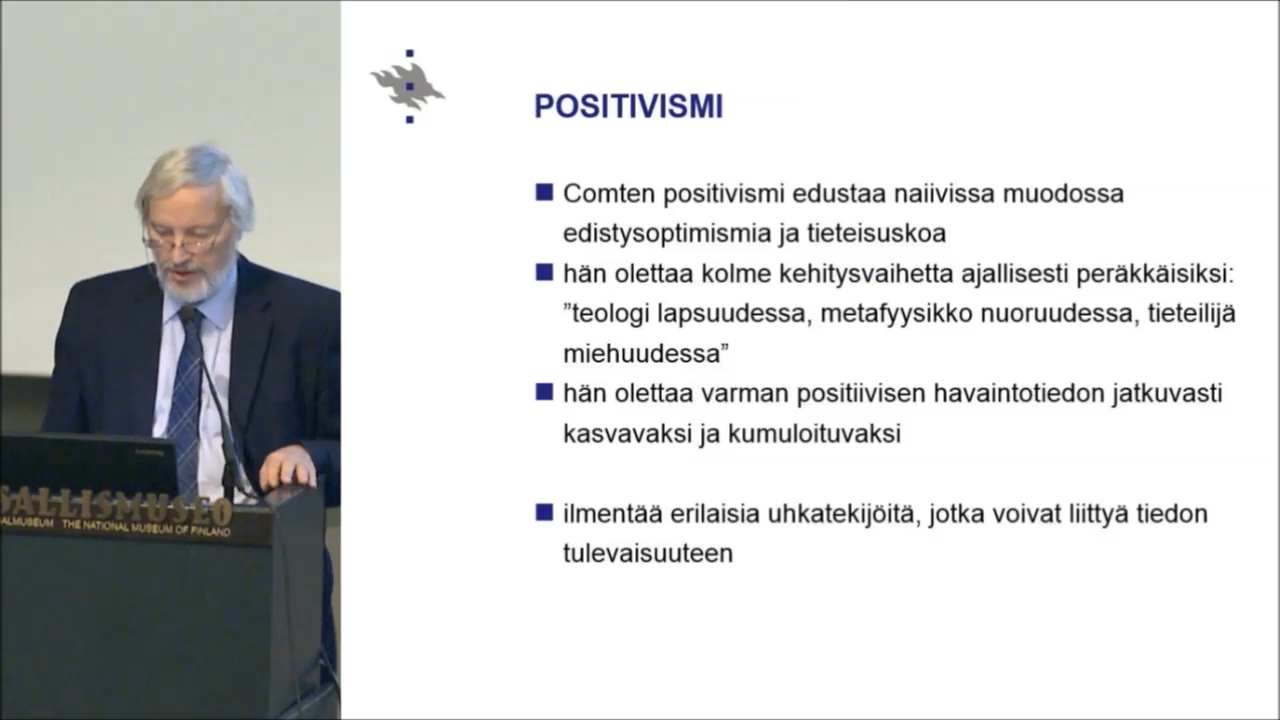 POSITIVISMI
Comten positivismi edustaa naiivissa muodossa
edistysoptimismia ja tieteisuskoa
hän olettaa kolme kehitysvaihetta ajallisesti peräkkäisiksi:
”teologi lapsuudessa, metafyysikko nuoruudessa, tieteilijä
miehuudessa”
hän olettaa varman positiivisen havaintotiedon jatkuvasti
kasvavaksi ja kumuloituvaksi
ilmentää erilaisia uhkatekijöitä, jotka voivat liittyä tiedon
tulevaisuuteen
SALLISMUSEO
ALMUSEUM THE NATIONAL MUSEUM OF FINLAND